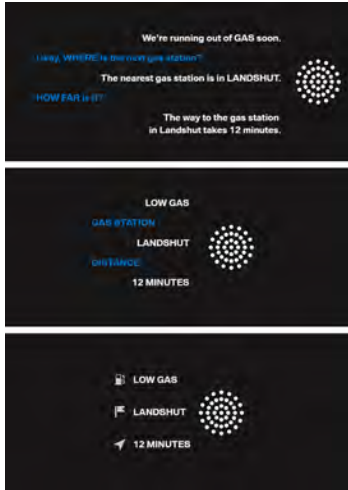 We're running out of GAS soon.
Okay, WHERE is the next gas station?
The nearest gas station is in LANDSHUT.
HOW FAR is it?
The way to the gas station
in Landshut takes 12 minutes.
LOW GAS
GAS STATION
LANDSHUT
DISTANCE
12 MINUTES
LOW GAS
LANDSHUT
12 MINUTES